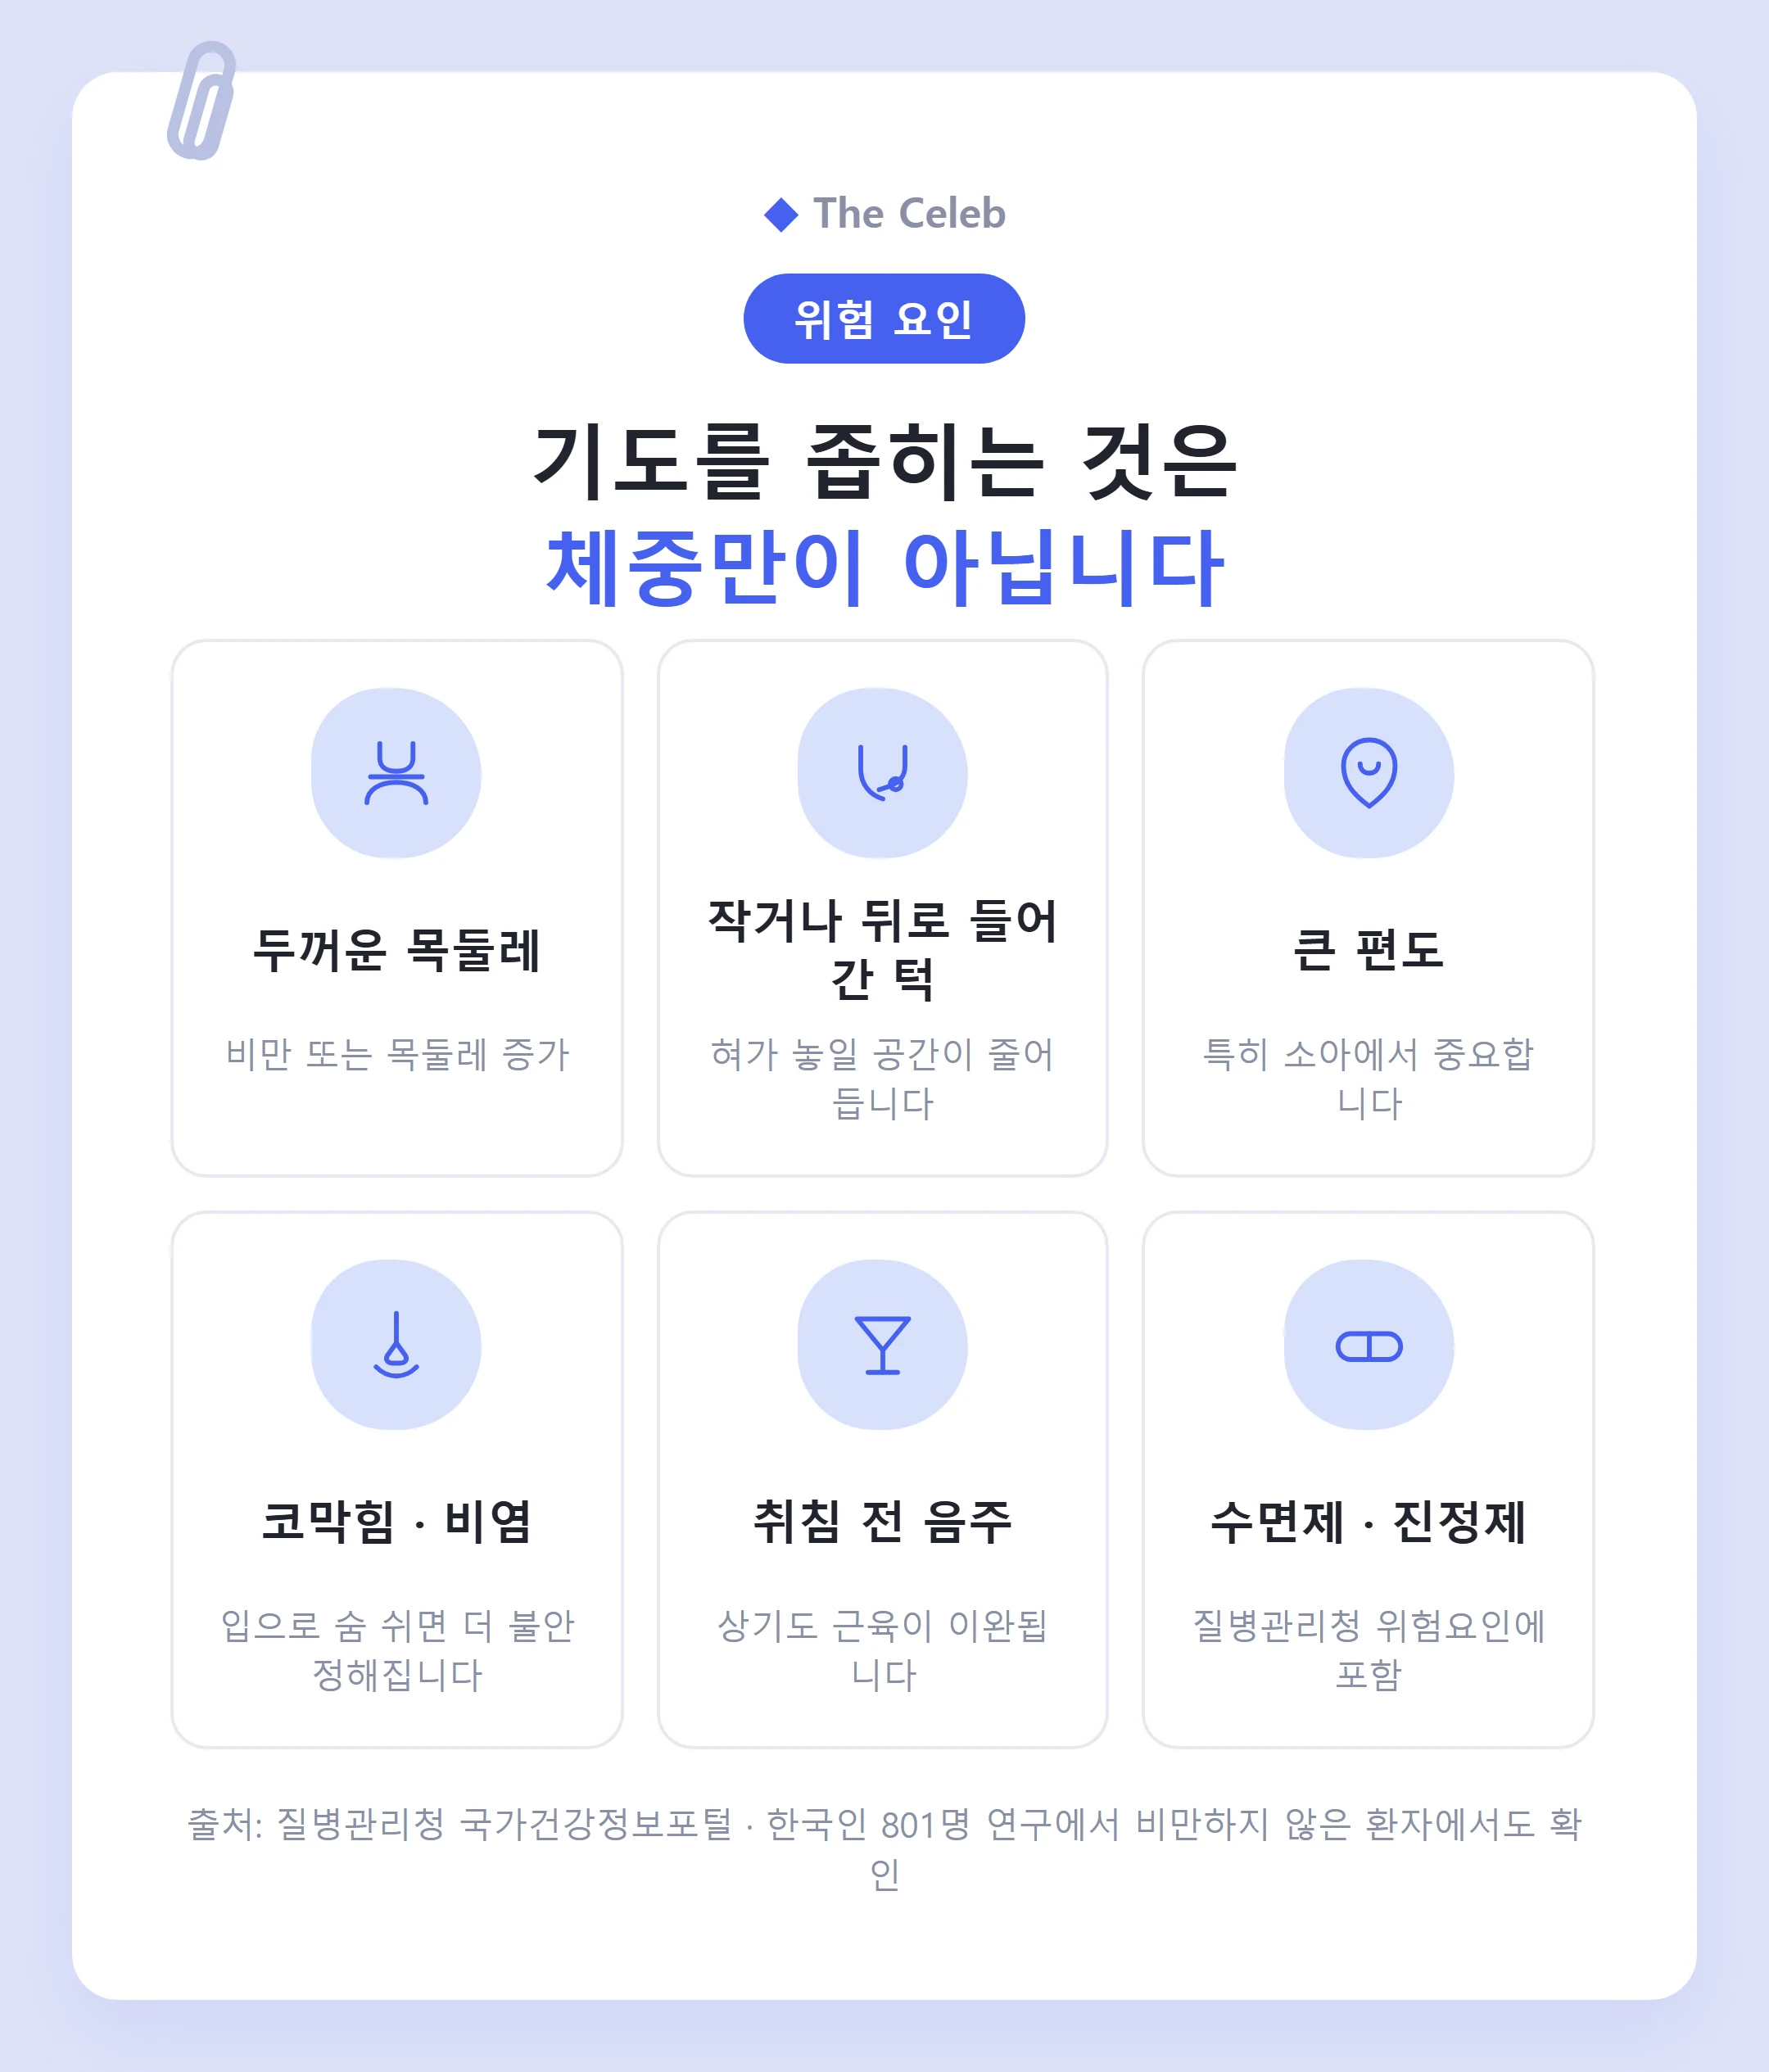 The Celeb
위험 요인
기도를 좁히는 것은
체중만이 아닙니다
두꺼운 목둘레
비만 또는 목둘레 증가
작거나 뒤로 들어
간 턱
혀가 놓일 공간이 줄어
듭니다
큰 편도
특히 소아에서 중요합
니다
코막힘 · 비염
입으로 숨 쉬면 더 불안
정해집니다
취침 전 음주
상기도 근육이 이완됩
니다
수면제 · 진정제
질병관리청 위험요인에
포함
출처: 질병관리청 국가건강정보포털 · 한국인 801명 연구에서 비만하지 않은 환자에서도 확
인